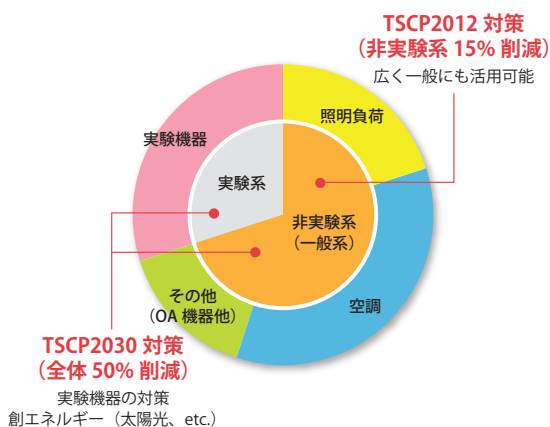 TSCP2012 対策
（非実験系 15% 削減）
広く一般にも活用可能
照明負荷
実験機器
実験系
非実験系
（一般系）
空調
その他
（OA 機器他）
TSCP2030 対策
（全体 50% 削減）
実験機器の対策
創エネルギー（太陽光、etc.）